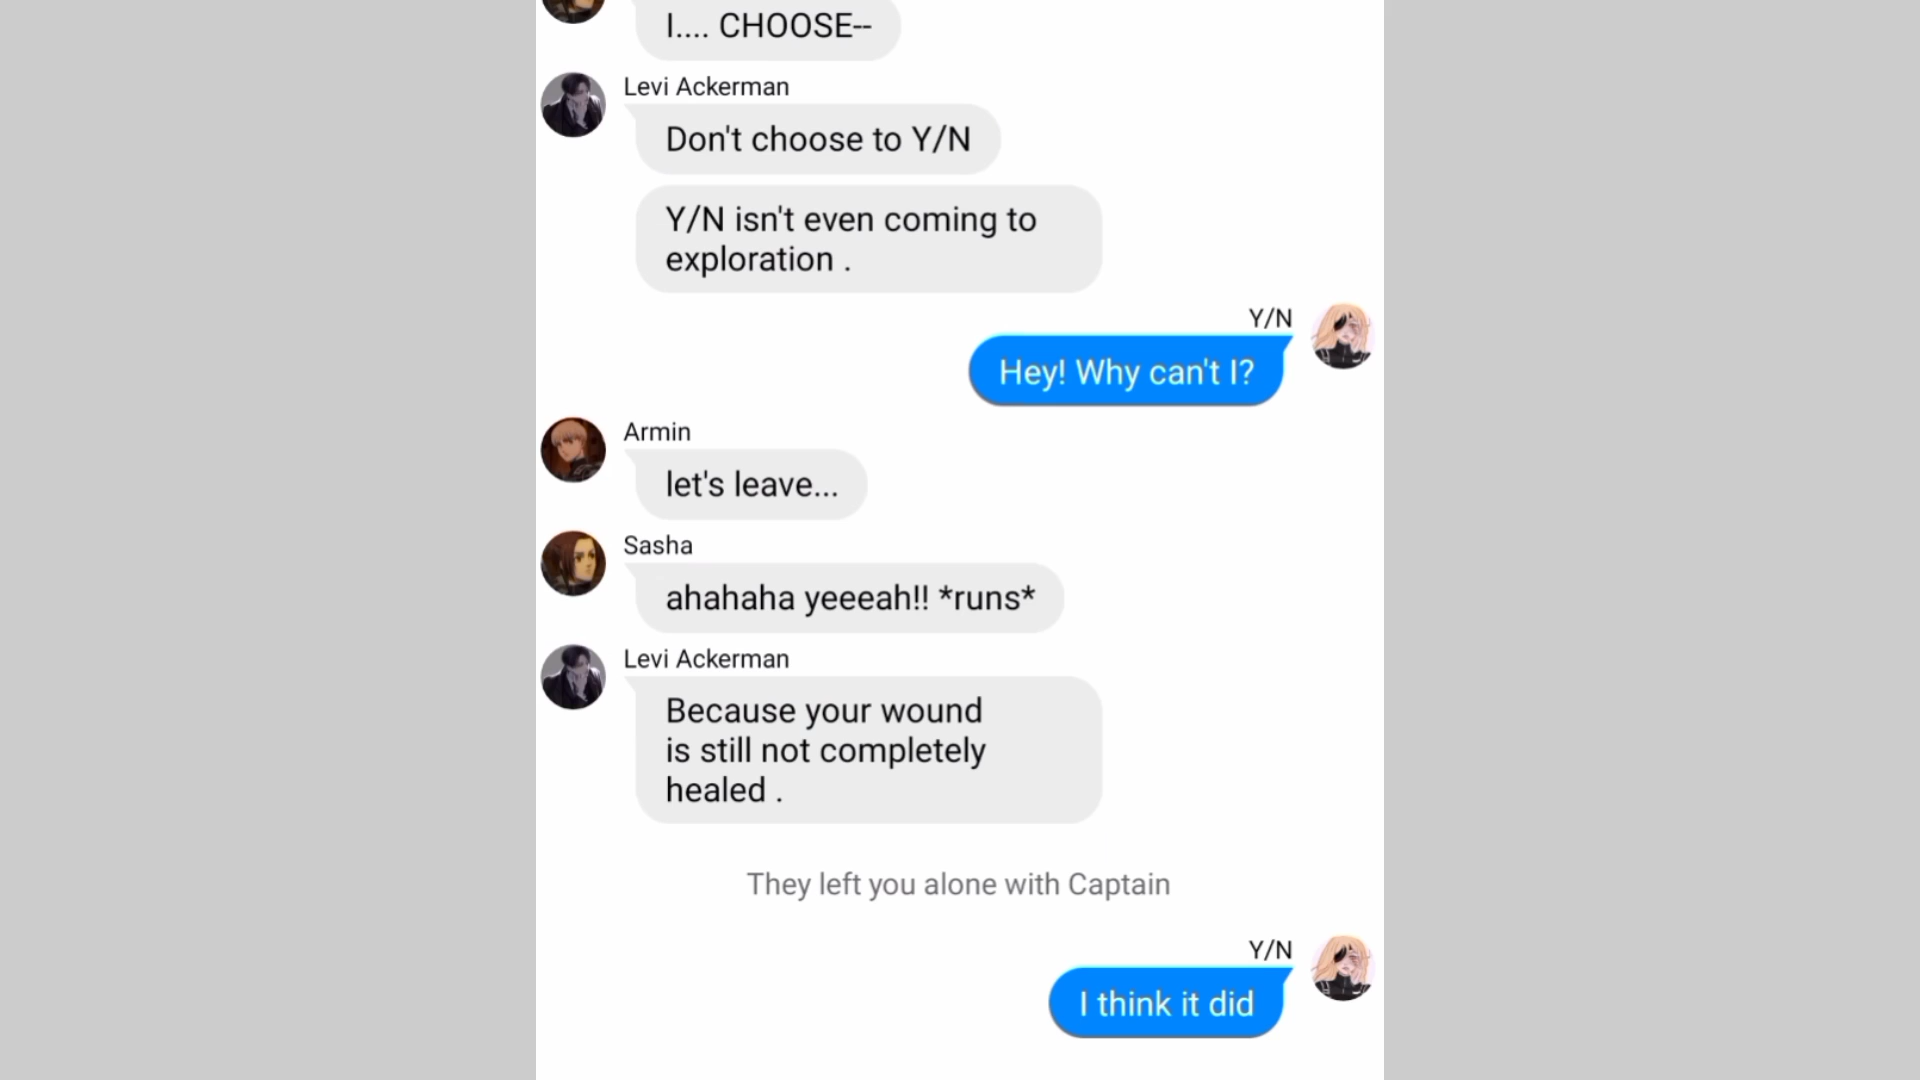 I.... CHOOSE--
Levi Ackerman
Don't choose to Y/N
Y/N isn't even coming to
exploration .
Y/N
Hey! Why can't I?
Armin
let's leave...
Sasha
ahahaha yeeeah!! *runs*
Levi Ackerman
Because your wound
is still not completely
healed .
They left you alone with Captain
Y/N
I think it did